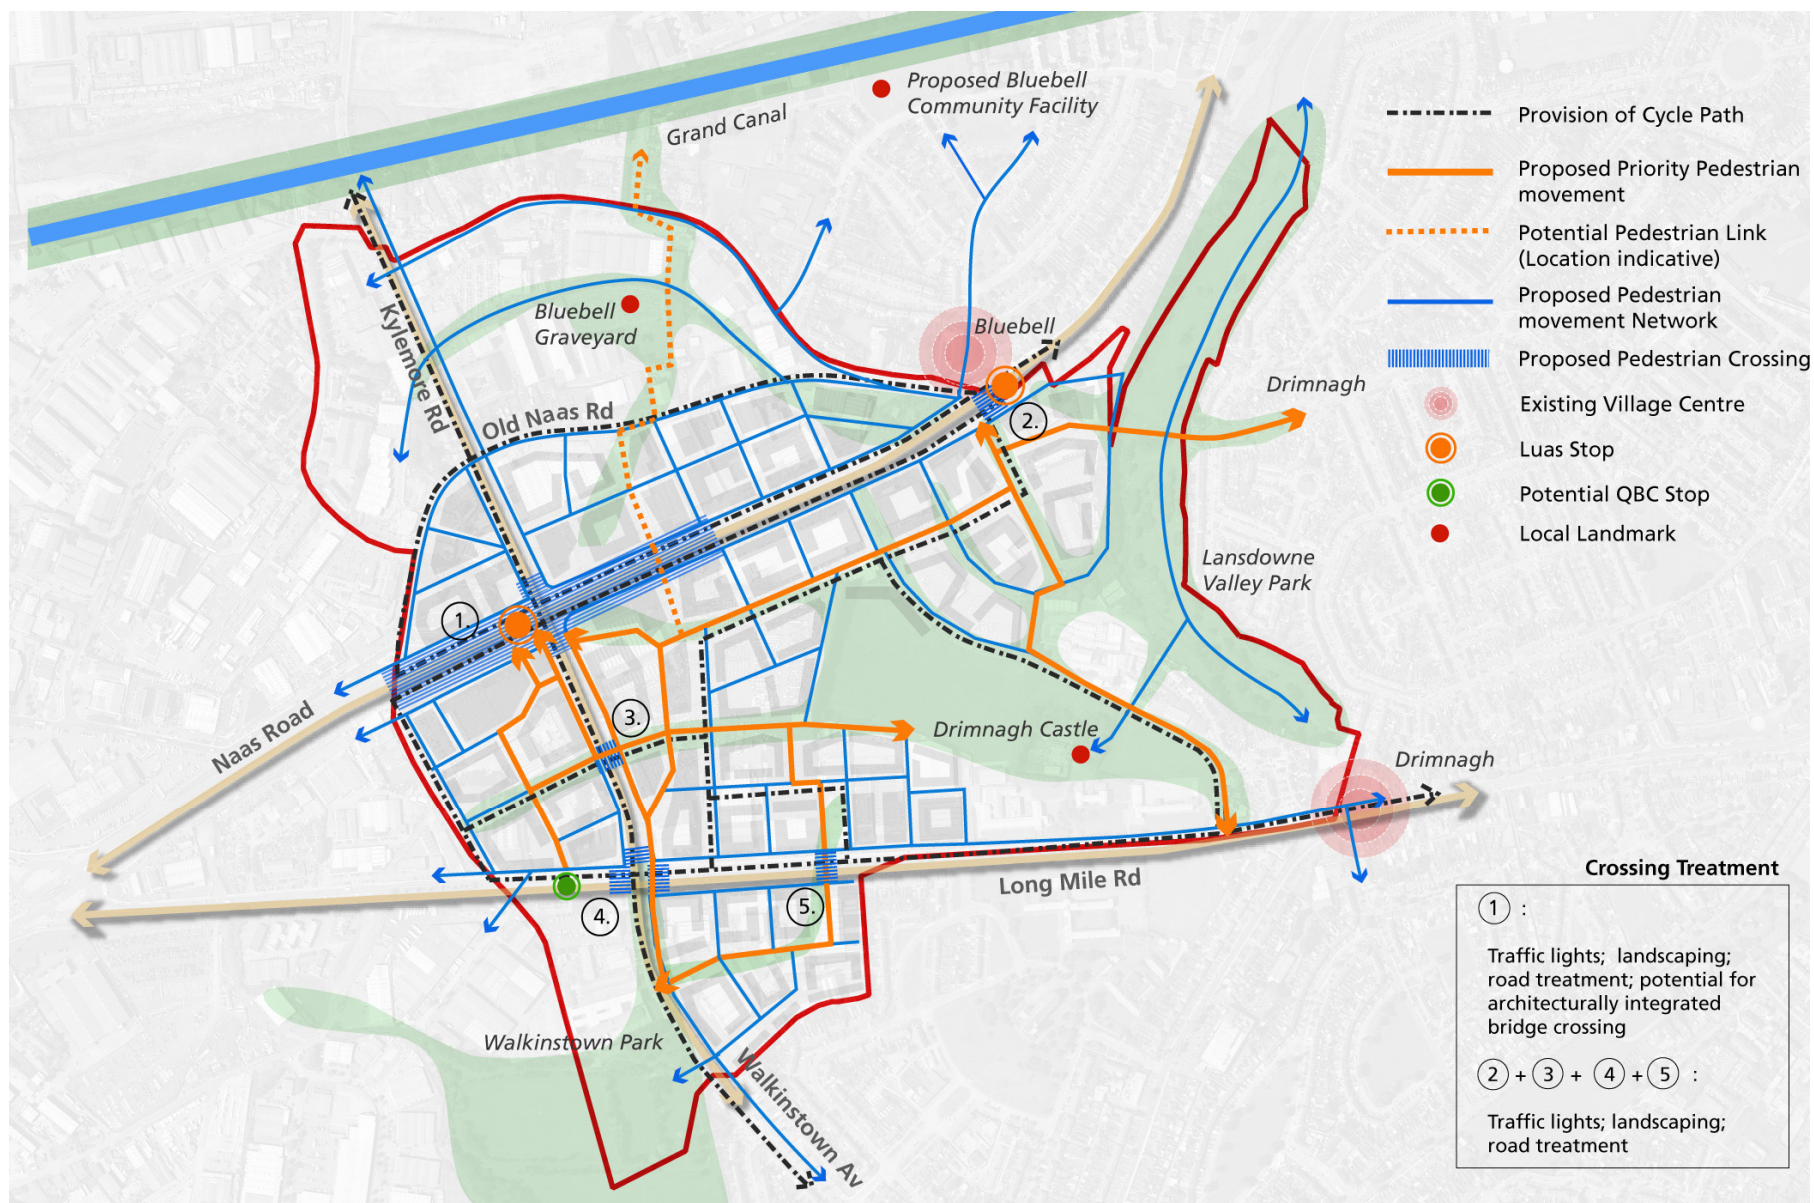 Proposed Bluebell
Community Facility
Grand Canal
Bluebell
Graveyard
Bluebell
Kylemore Rd
Old Naas Rd
2.
Drimnagh
1.
Lansdowne
Valley Park
3.
Naas Road
Drimnagh Castle
Drimnagh
Long Mile Rd
4.
5.
Walkinstown Park
Walkinstown Av
Provision of Cycle Path
Proposed Priority Pedestrian
movement
Potential Pedestrian Link
(Location indicative)
Proposed Pedestrian
movement Network
Proposed Pedestrian Crossing
Existing Village Centre
Luas Stop
Potential QBC Stop
Local Landmark
Crossing Treatment
1 :
Traffic lights; landscaping;
road treatment; potential for
architecturally integrated
bridge crossing
2 + 3 + 4 + 5 :
Traffic lights; landscaping;
road treatment